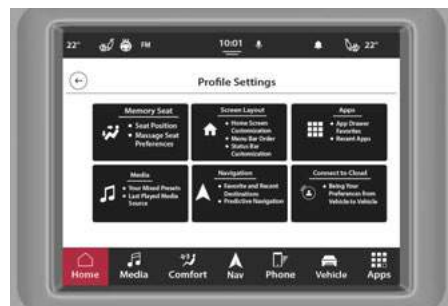 22° FM 10:01 22°
Profile Settings
Memory Seat
• Seat Position
• Massage Seat
Preferences
Screen Layout
• Home Screen
Customization
• Menu Bar Order
• Status Bar
Customization
Apps
• App Drawer
Favorites
• Recent Apps
Media
• Your Mixed Presets
• Last Played Media
Source
Navigation
• Favorite and Recent
Destinations
• Predictive Navigation
Connect to Cloud
• Bring Your
Preferences from
Vehicle to Vehicle
Home Media Comfort Nav Phone Vehicle Apps